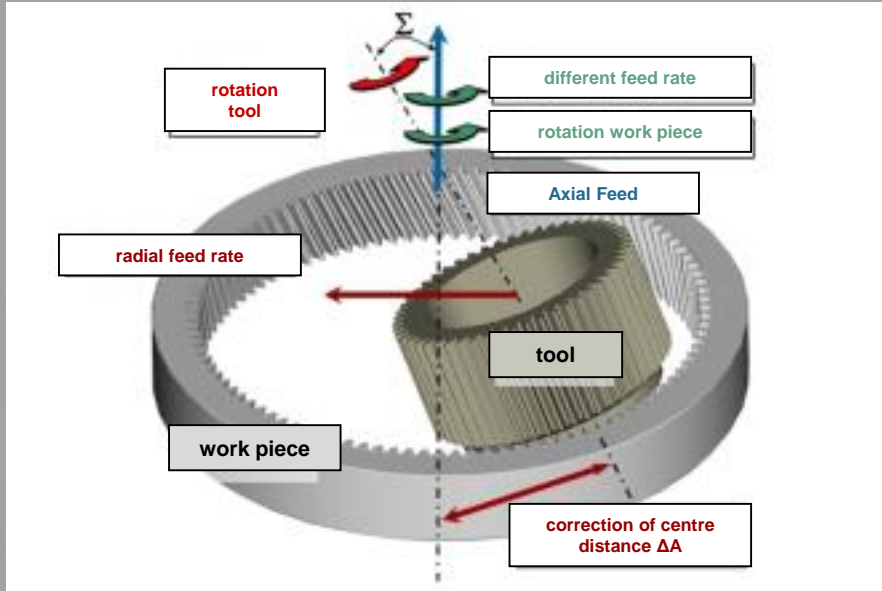 Σ
rotation
tool
different feed rate
rotation work piece
Axial Feed
radial feed rate
tool
work piece
correction of centre
distance ΔA